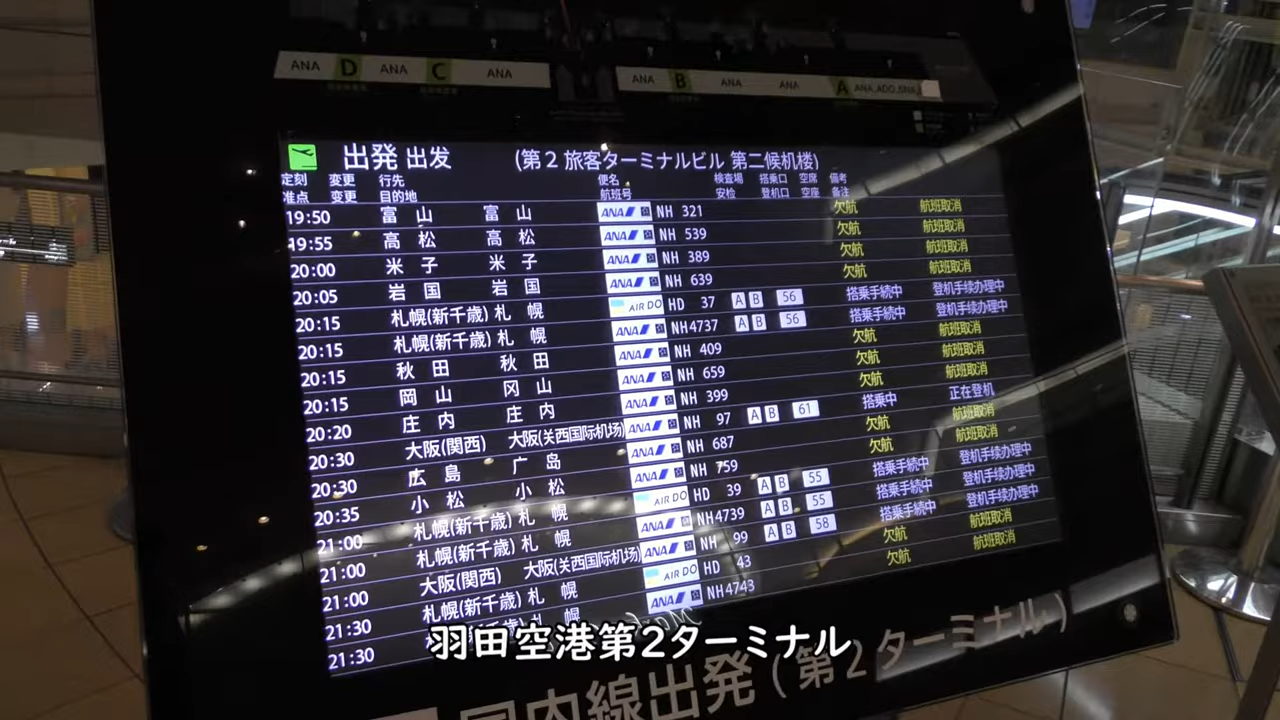 ANA D ANA C ANA ANA B ANA ANA A ANA,ADO,SNA
出発 出发 (第2旅客ターミナルビル 第二候机楼)
定刻 変更 行先 便名 検査場 搭乗口 空席 備考
准点 变更 目的地 航班号 安检 登机口 空座 备注
19:50 富山 富山 ANA NH 321 欠航 航班取消
19:55 高松 高松 ANA NH 539 欠航 航班取消
20:00 米子 米子 ANA NH 389 欠航 航班取消
20:05 岩国 岩国 ANA NH 639 欠航 航班取消
20:15 札幌(新千歳) 札幌 AIR DO HD 37 A B 56 搭乗手続中 登机手续办理中
20:15 札幌(新千歳) 札幌 ANA NH4737 A B 56 搭乗手続中 登机手续办理中
20:15 秋田 秋田 ANA NH 409 欠航 航班取消
20:15 岡山 冈山 ANA NH 659 欠航 航班取消
20:20 庄内 庄内 ANA NH 399 欠航 航班取消
20:30 大阪(関西) 大阪(关西国际机场) ANA NH 97 A B 61 搭乗中 正在登机
20:30 広島 广岛 ANA NH 687 欠航 航班取消
20:35 小松 小松 ANA NH 759 欠航 航班取消
21:00 札幌(新千歳) 札幌 AIR DO HD 39 A B 55 搭乗手続中 登机手续办理中
21:00 札幌(新千歳) 札幌 ANA NH4739 A B 55 搭乗手続中 登机手续办理中
21:00 大阪(関西) 大阪(关西国际机场) ANA NH 99 A B 58 搭乗手続中 登机手续办理中
21:30 札幌(新千歳) 札幌 AIR DO HD 43 欠航 航班取消
21:30 幌 ANA NH4743 欠航 航班取消
羽田空港第2ターミナル
国内線出発(第2ターミナル)